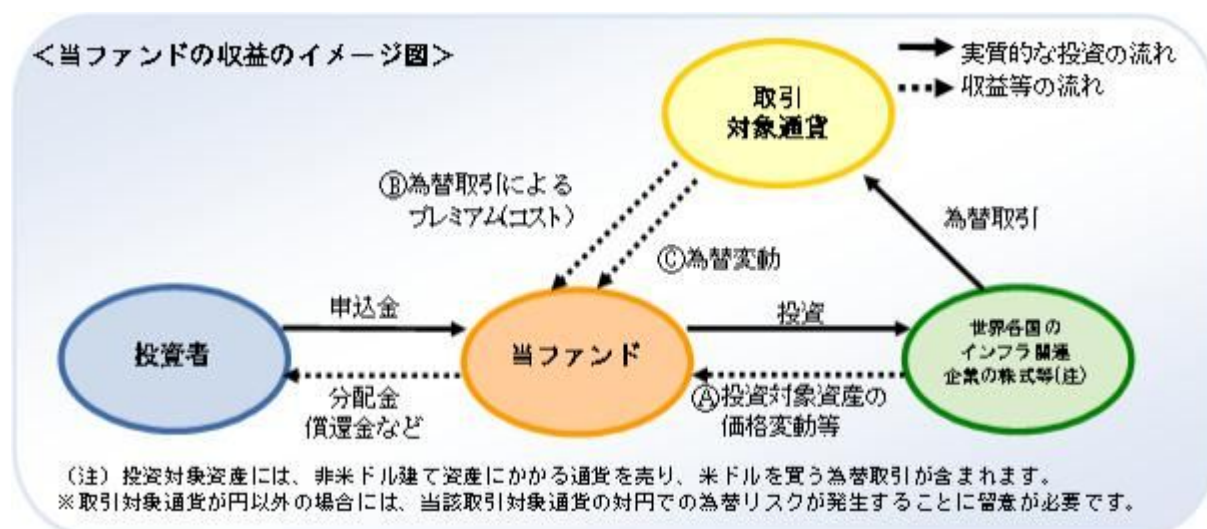 ＜当ファンドの収益のイメージ図＞
実質的な投資の流れ
収益等の流れ
取引
対象通貨
Ⓑ為替取引による
プレミアム(コスト)
Ⓒ為替変動
為替取引
申込金
投資
投資者
当ファンド
世界各国の
インフラ関連
企業の株式等(注)
分配金
償還金など
Ⓐ投資対象資産の
価格変動等
（注）投資対象資産には、非米ドル建て資産にかかる通貨を売り、米ドルを買う為替取引が含まれます。
※取引対象通貨が円以外の場合には、当該取引対象通貨の対円での為替リスクが発生することに留意が必要です。